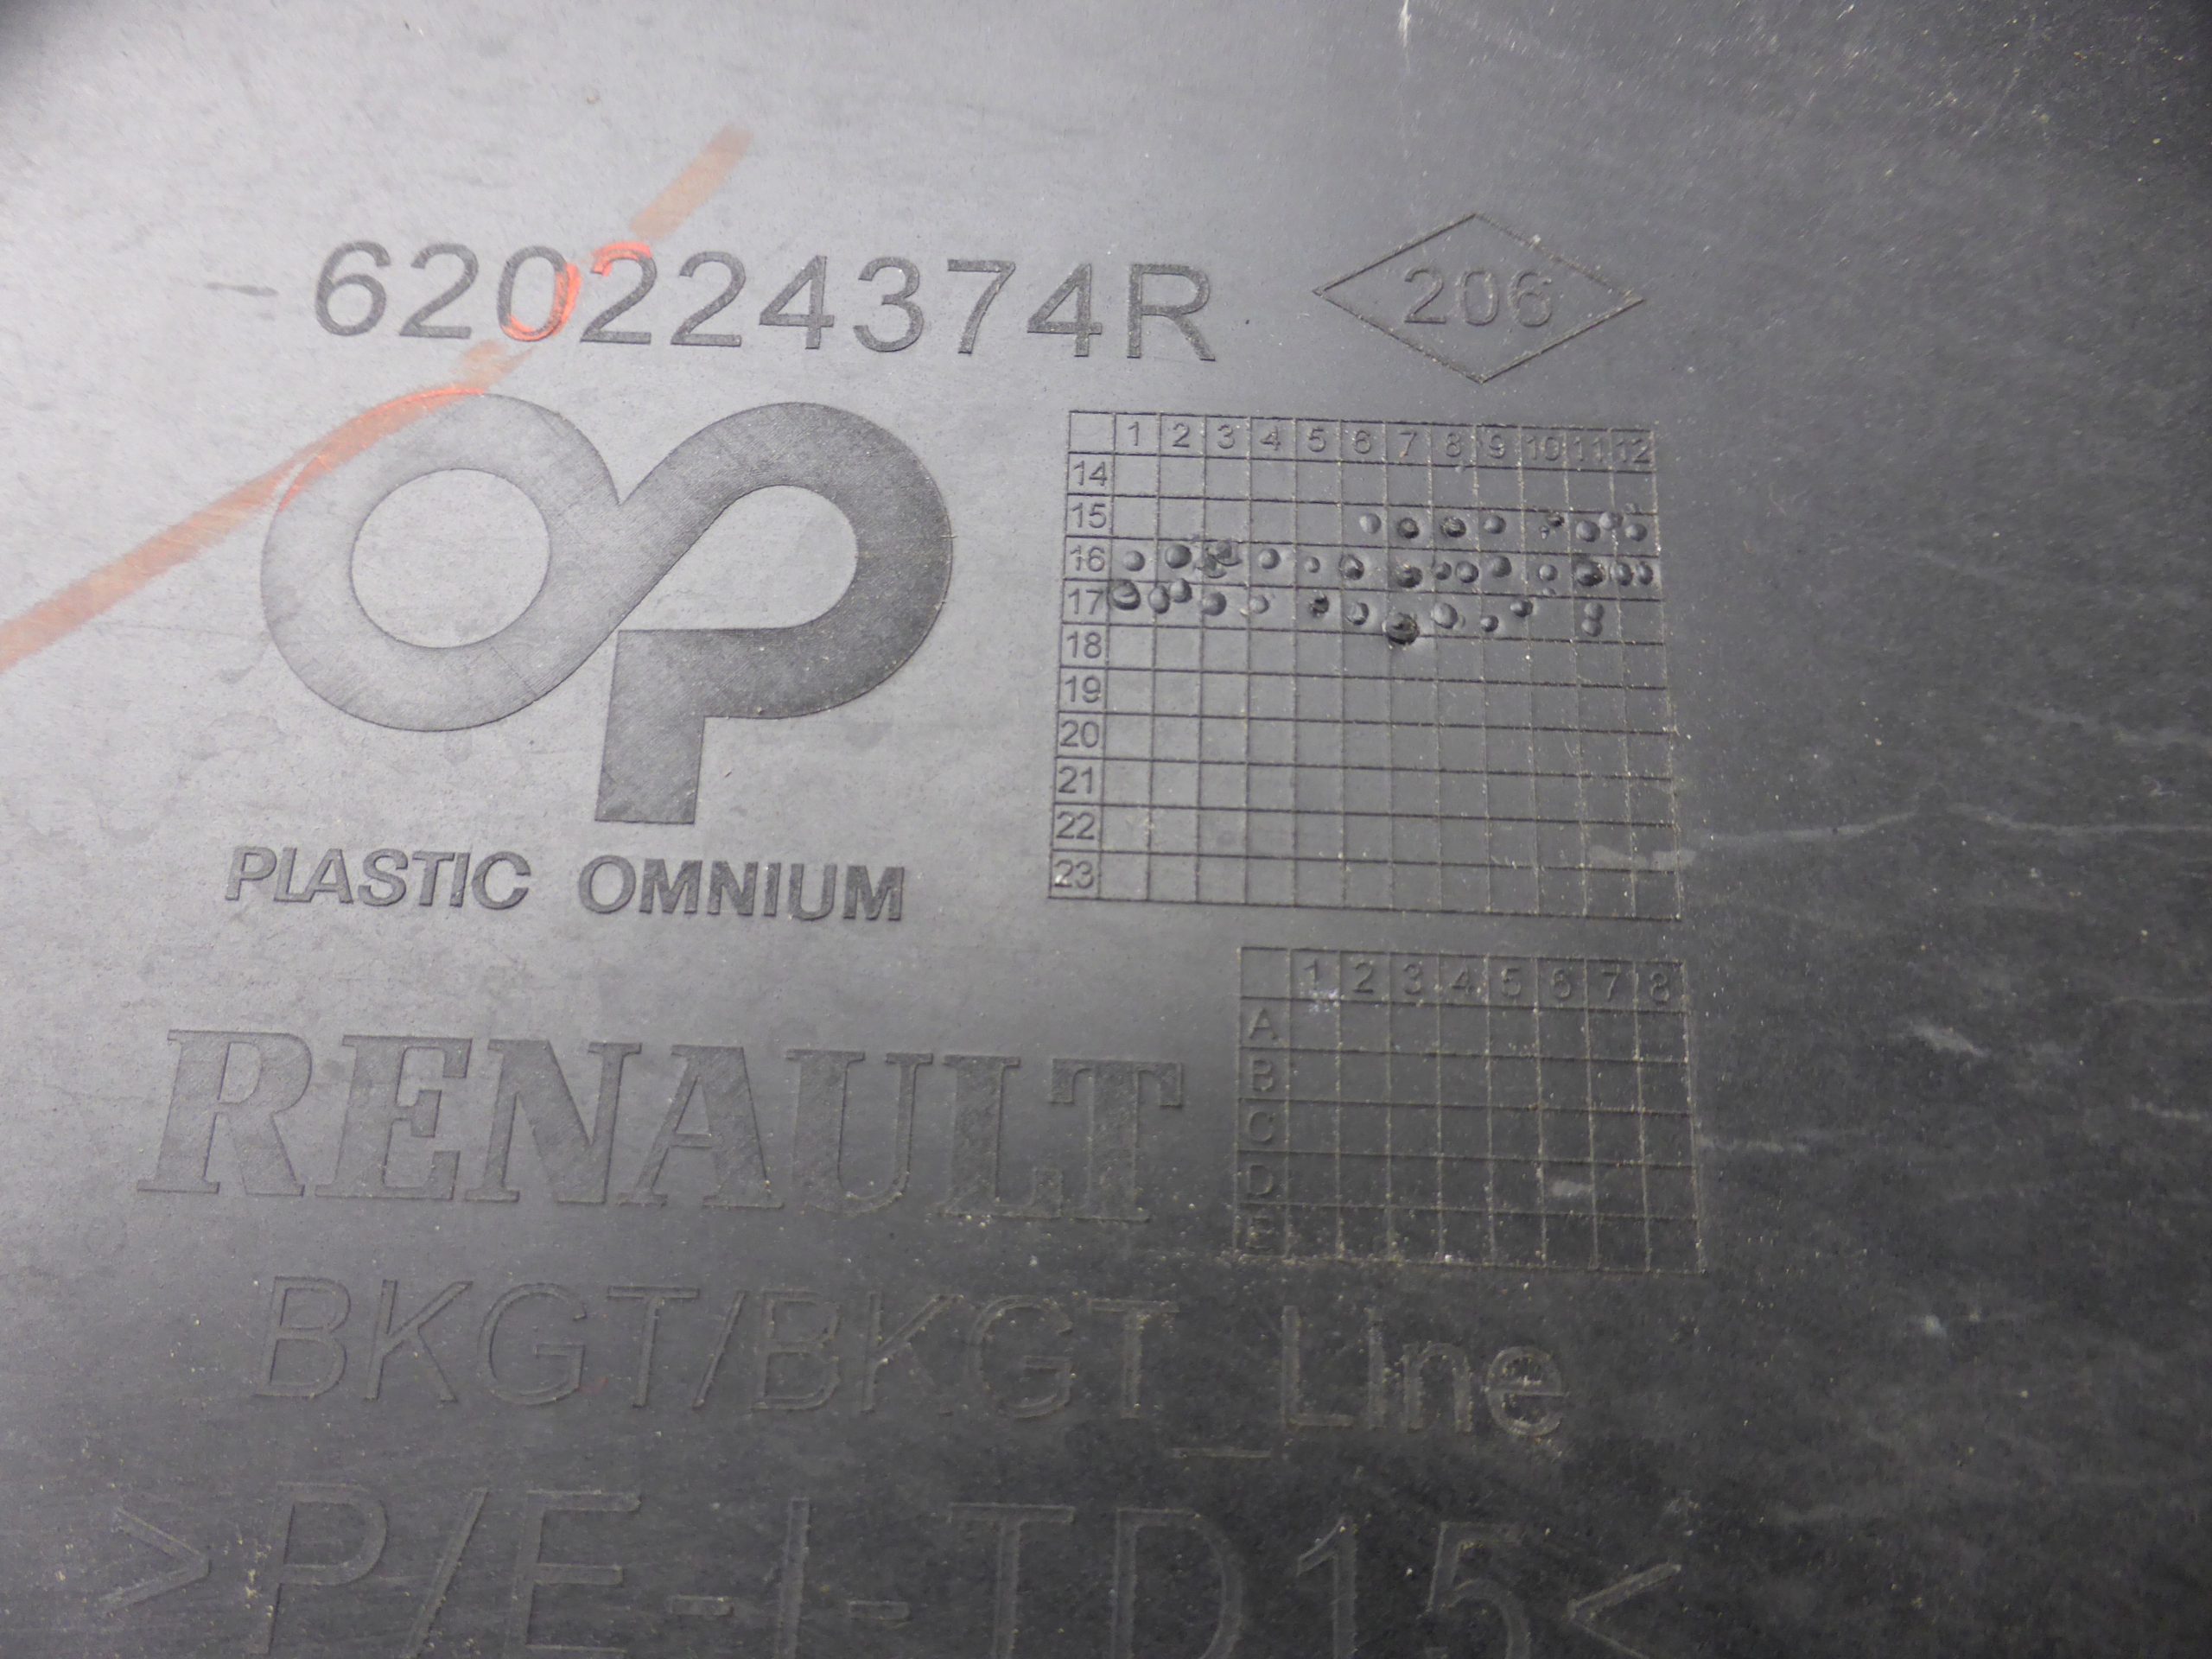 -620224374R 206
OP
PLASTIC OMNIUM
1 2 3 4 5 6 7 8 9 10 11 12
14
15
16
17
18
19
20
21
22
23
1 2 3 4 5 6 7 8
A
B
C
D
E
RENAULT
BKGT/BKGT_Line
>P/E-I-TD15<